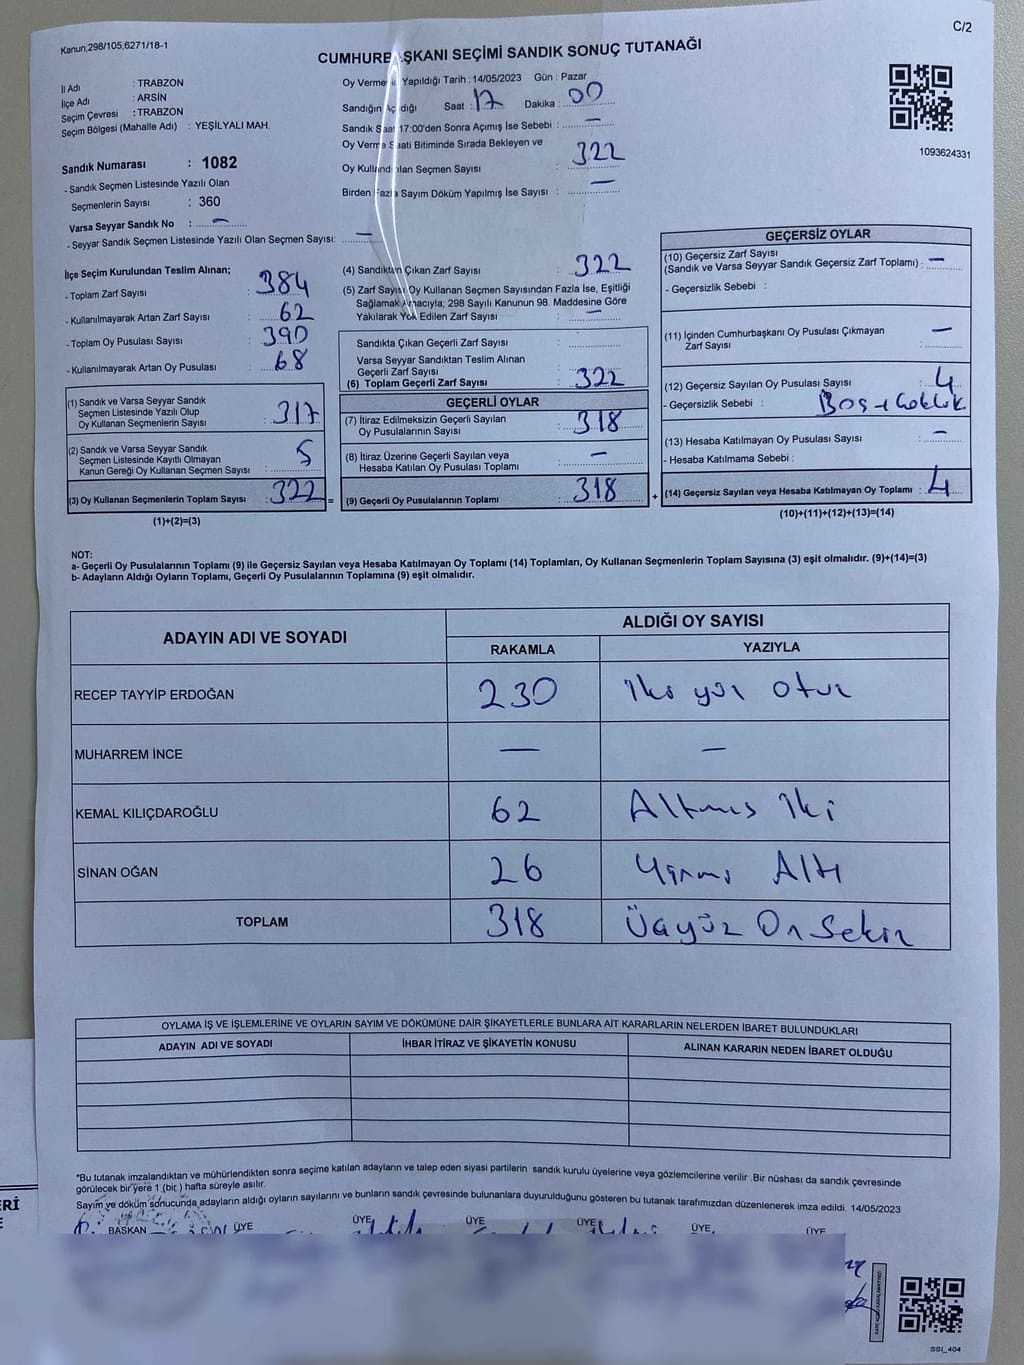 Kanun;298/105,6271/18-1
C/2
CUMHURBAŞKANI SEÇİMİ SANDIK SONUÇ TUTANAĞI
İl Adı : TRABZON
İlçe Adı : ARSİN
Seçim Çevresi : TRABZON
Seçim Bölgesi (Mahalle Adı) : YEŞİLYALI MAH.
Sandık Numarası : 1082
- Sandık Seçmen Listesinde Yazılı Olan
Seçmenlerin Sayısı : 360
Varsa Seyyar Sandık No : —
- Seyyar Sandık Seçmen Listesinde Yazılı Olan Seçmen Sayısı: —
Oy Vermenin Yapıldığı Tarih : 14/05/2023 Gün : Pazar
Sandığın Açıldığı Saat : 17 Dakika : 00
Sandık Saat 17:00'den Sonra Açımış İse Sebebi : —
Oy Verme Saati Bitiminde Sırada Bekleyen ve
Oy Kullandırılan Seçmen Sayısı 322
Birden Fazla Sayım Döküm Yapılmış İse Sayısı : —
1093624331
İlçe Seçim Kurulundan Teslim Alınan;
- Toplam Zarf Sayısı : 384
- Kullanılmayarak Artan Zarf Sayısı : 62
- Toplam Oy Pusulası Sayısı : 390
- Kullanılmayarak Artan Oy Pusulası : 68
(1) Sandık ve Varsa Seyyar Sandık
Seçmen Listesinde Yazılı Olup
Oy Kullanan Seçmenlerin Sayısı : 317
(2) Sandık ve Varsa Seyyar Sandık
Seçmen Listesinde Kayıtlı Olmayan
Kanun Gereği Oy Kullanan Seçmen Sayısı : 5
(3) Oy Kullanan Seçmenlerin Toplam Sayısı : 322 =
(1)+(2)=(3)
(4) Sandıktan Çıkan Zarf Sayısı : 322
(5) Zarf Sayısı Oy Kullanan Seçmen Sayısından Fazla İse, Eşitliği
Sağlamak Amacıyla; 298 Sayılı Kanunun 98. Maddesine Göre
Yakılarak Yok Edilen Zarf Sayısı : —
Sandıkta Çıkan Geçerli Zarf Sayısı :
Varsa Seyyar Sandıktan Teslim Alınan
Geçerli Zarf Sayısı :
(6) Toplam Geçerli Zarf Sayısı : 322
GEÇERLİ OYLAR
(7) İtiraz Edilmeksizin Geçerli Sayılan
Oy Pusulalarının Sayısı : 318
(8) İtiraz Üzerine Geçerli Sayılan veya
Hesaba Katılan Oy Pusulası Toplamı : —
(9) Geçerli Oy Pusulalarının Toplamı : 318 +
GEÇERSİZ OYLAR
(10) Geçersiz Zarf Sayısı
(Sandık ve Varsa Seyyar Sandık Geçersiz Zarf Toplamı) : —
- Geçersizlik Sebebi :
(11) İçinden Cumhurbaşkanı Oy Pusulası Çıkmayan
Zarf Sayısı : —
(12) Geçersiz Sayılan Oy Pusulası Sayısı : 4
- Geçersizlik Sebebi : Boş
(13) Hesaba Katılmayan Oy Pusulası Sayısı : —
- Hesaba Katılmama Sebebi :
(14) Geçersiz Sayılan veya Hesaba Katılmayan Oy Toplamı : 4
(10)+(11)+(12)+(13)=(14)
NOT:
a- Geçerli Oy Pusulalarının Toplamı (9) ile Geçersiz Sayılan veya Hesaba Katılmayan Oy Toplamı (14) Toplamları, Oy Kullanan Seçmenlerin Toplam Sayısına (3) eşit olmalıdır. (9)+(14)=(3)
b- Adayların Aldığı Oyların Toplamı, Geçerli Oy Pusulalarının Toplamına (9) eşit olmalıdır.
ADAYIN ADI VE SOYADI
ALDIĞI OY SAYISI
RAKAMLA YAZIYLA
RECEP TAYYİP ERDOĞAN 230 İki yüz otuz
MUHARREM İNCE — —
KEMAL KILIÇDAROĞLU 62 Altmış İki
SİNAN OĞAN 26 Yirmi Altı
TOPLAM 318 Üçyüz On Sekiz
OYLAMA İŞ VE İŞLEMLERİNE VE OYLARIN SAYIM VE DÖKÜMÜNE DAİR ŞİKAYETLERLE BUNLARA AİT KARARLARIN NELERDEN İBARET BULUNDUKLARI
ADAYIN ADI VE SOYADI İHBAR İTİRAZ VE ŞİKAYETİN KONUSU ALINAN KARARIN NEDEN İBARET OLDUĞU
*Bu tutanak imzalandıktan ve mühürlendikten sonra seçime katılan adayların ve talep eden siyasi partilerin sandık kurulu üyelerine veya gözlemcilerine verilir .Bir nüshası da sandık çevresinde
görülecek bir yere 1 (bir ) hafta süreyle asılır.
Sayım ve döküm sonucunda adayların aldığı oyların sayılarını ve bunların sandık çevresinde bulunanlara duyurulduğunu gösteren bu tutanak tarafımızdan düzenlenerek imza edildi. 14/05/2023
BAŞKAN ÜYE ÜYE ÜYE ÜYE ÜYE ÜYE
SSI_404